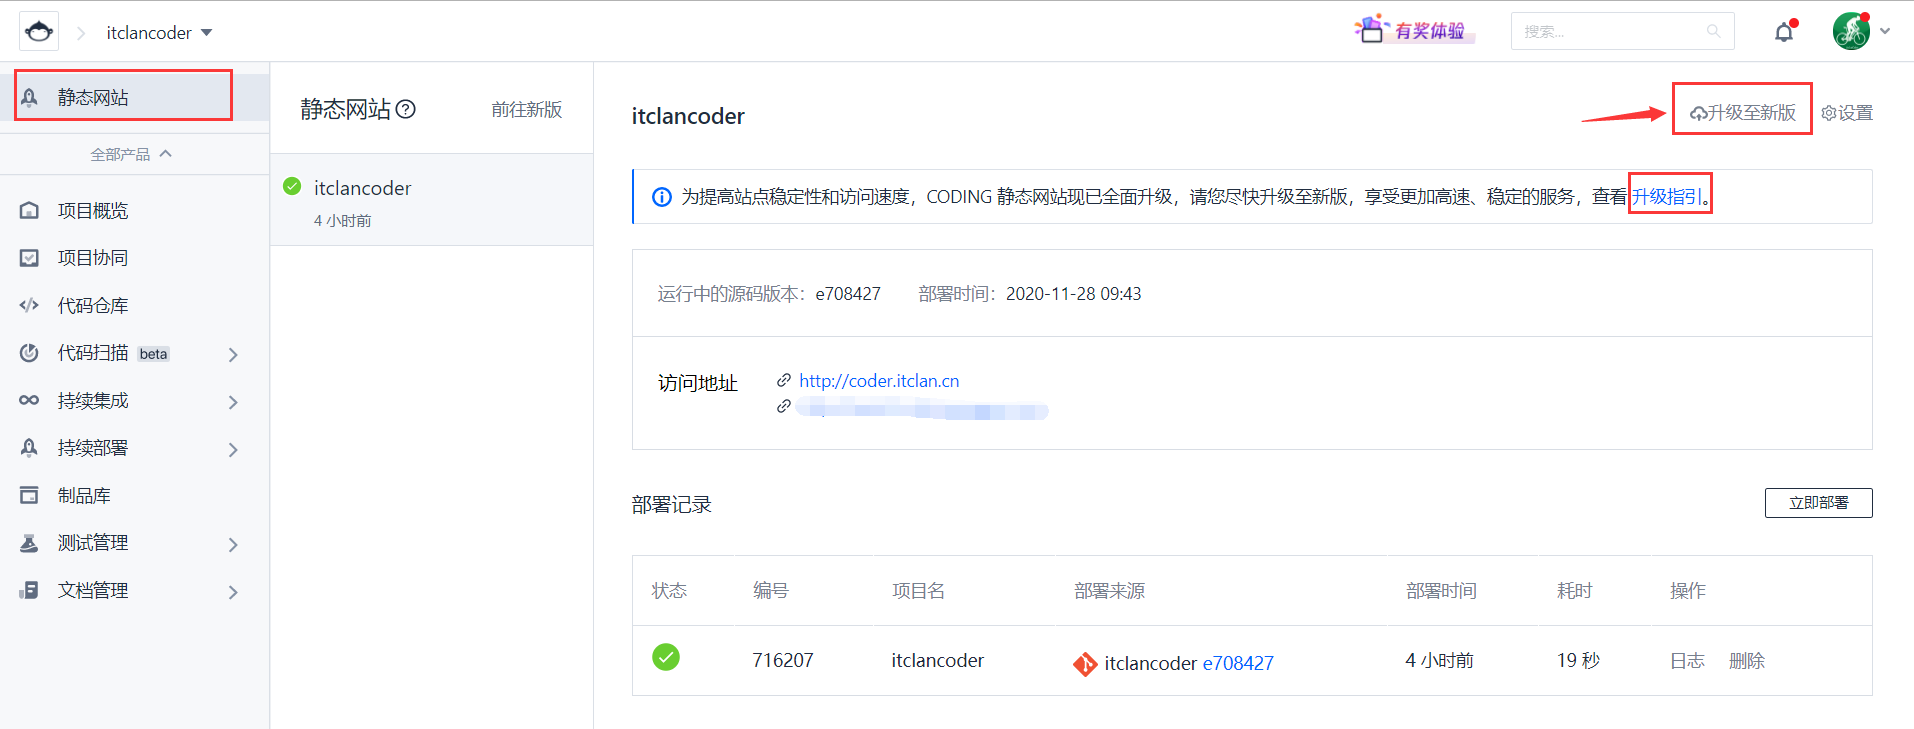 itclancoder
有奖体验
搜索...
静态网站
全部产品
项目概览
项目协同
代码仓库
代码扫描 beta
持续集成
持续部署
制品库
测试管理
文档管理
静态网站 前往新版
itclancoder
4 小时前
itclancoder 升级至新版 设置
为提高站点稳定性和访问速度，CODING 静态网站现已全面升级，请您尽快升级至新版，享受更加高速、稳定的服务，查看 升级指引。
运行中的源码版本：e708427 部署时间：2020-11-28 09:43
访问地址 http://coder.itclan.cn
部署记录 立即部署
状态 编号 项目名 部署来源 部署时间 耗时 操作
716207 itclancoder itclancoder e708427 4 小时前 19 秒 日志 删除